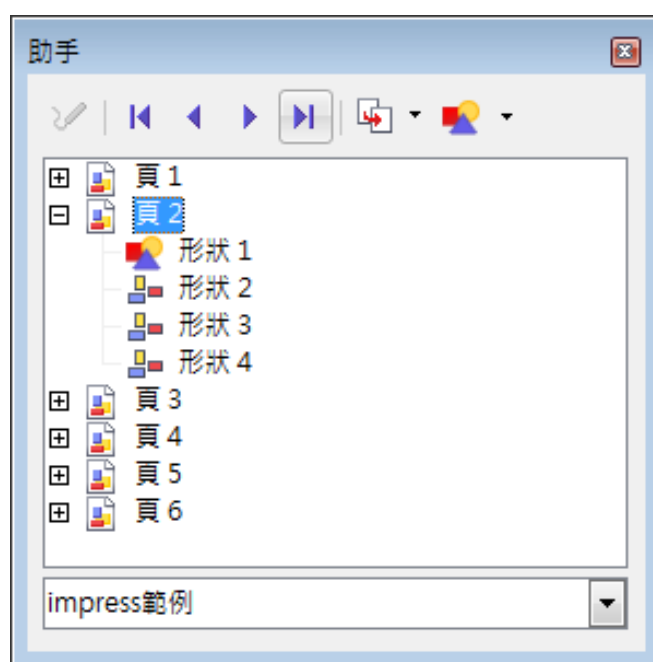 助手
頁 1
頁 2
形狀 1
形狀 2
形狀 3
形狀 4
頁 3
頁 4
頁 5
頁 6
impress範例